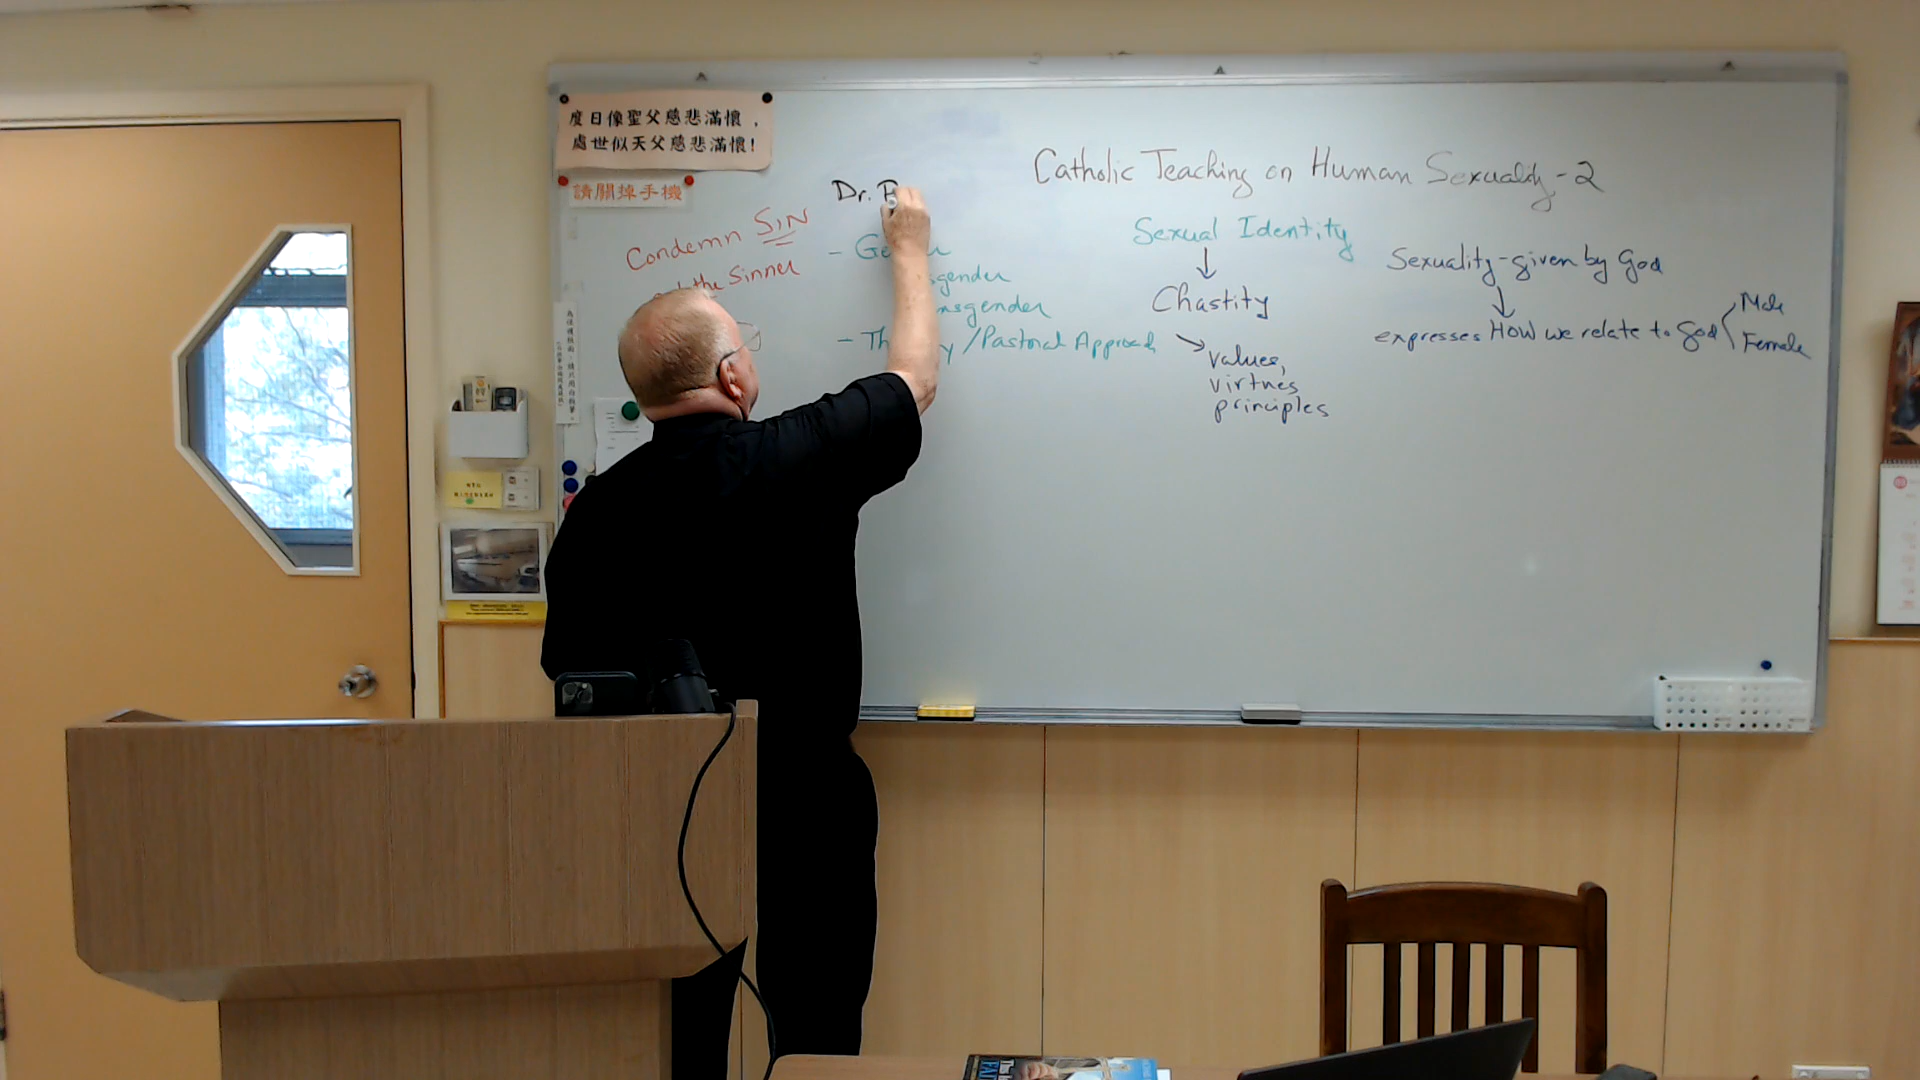 度日像聖父慈悲滿懷，
處世似天父慈悲滿懷！
請關掉手機
Condemn SIN
the Sinner
Dr.
Catholic Teaching on Human Sexuality - 2
Sexual Identity
Chastity
values,
virtues
principles
/Pastoral Approach
Sexuality - given by God
expresses How we relate to God
Male
Female